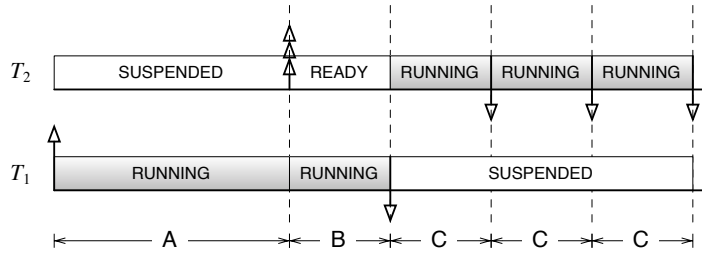 T2 SUSPENDED READY RUNNING RUNNING RUNNING
T1 RUNNING RUNNING SUSPENDED
A B C C C